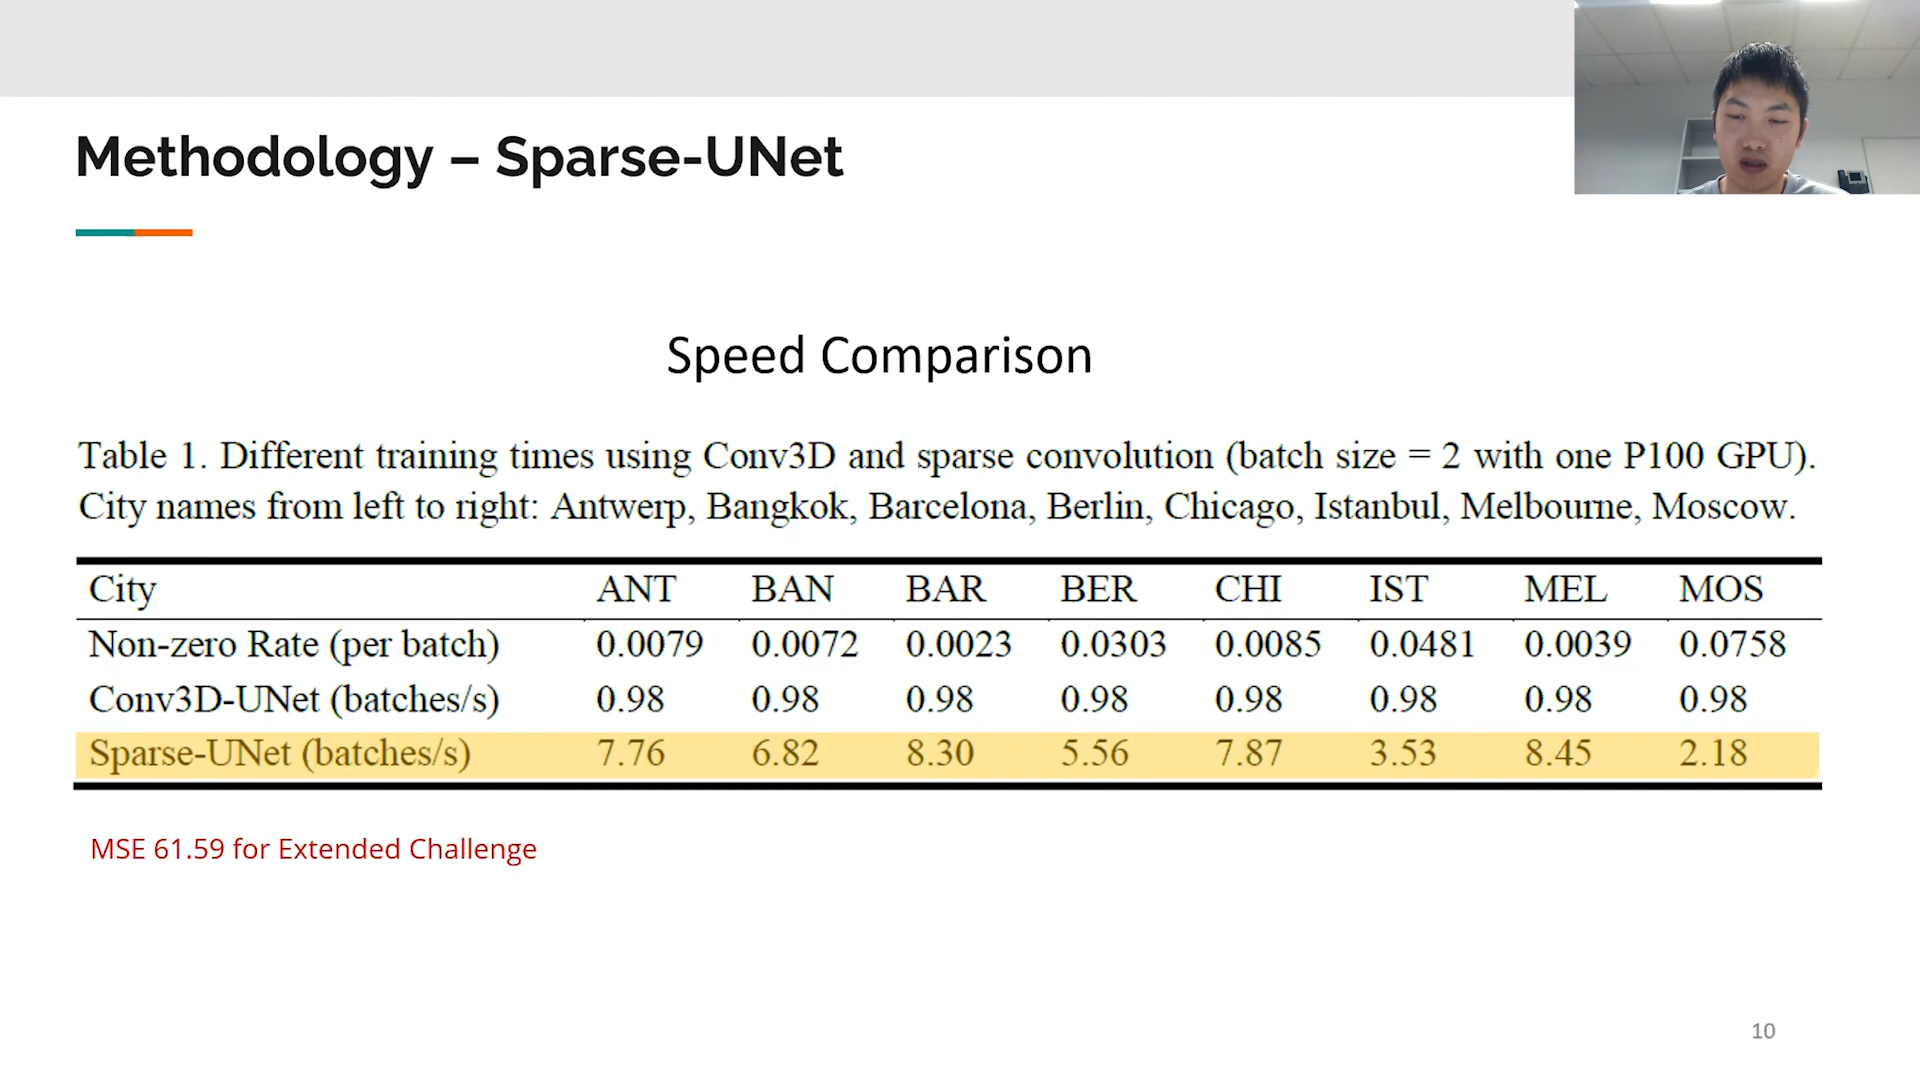 Methodology – Sparse-UNet
Speed Comparison
Table 1. Different training times using Conv3D and sparse convolution (batch size = 2 with one P100 GPU).
City names from left to right: Antwerp, Bangkok, Barcelona, Berlin, Chicago, Istanbul, Melbourne, Moscow.
City ANT BAN BAR BER CHI IST MEL MOS
Non-zero Rate (per batch) 0.0079 0.0072 0.0023 0.0303 0.0085 0.0481 0.0039 0.0758
Conv3D-UNet (batches/s) 0.98 0.98 0.98 0.98 0.98 0.98 0.98 0.98
Sparse-UNet (batches/s) 7.76 6.82 8.30 5.56 7.87 3.53 8.45 2.18
MSE 61.59 for Extended Challenge
10